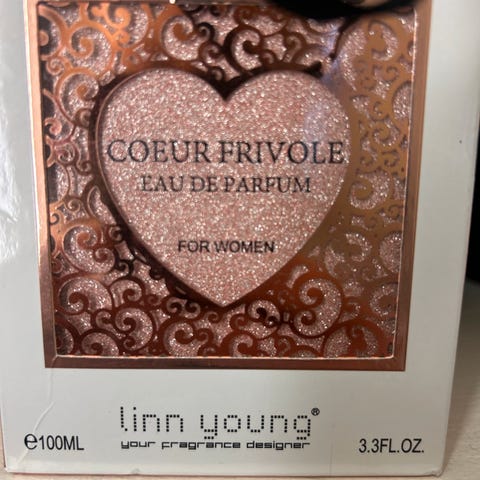 COEUR FRIVOLE
EAU DE PARFUM
FOR WOMEN
linn young®
your fragrance designer
℮100ML
3.3FL.OZ.